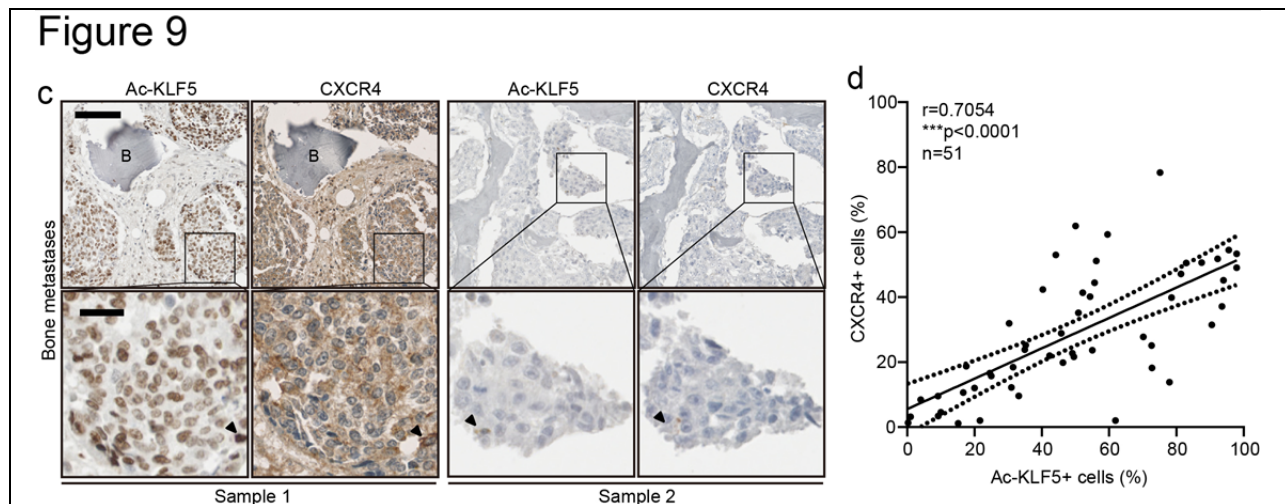 Figure 9
c
Ac-KLF5 CXCR4 Ac-KLF5 CXCR4
B B
Bone metastases
Sample 1 Sample 2
d
r=0.7054
***p<0.0001
n=51
100
80
60
40
20
0
CXCR4+ cells (%)
0 20 40 60 80 100
Ac-KLF5+ cells (%)